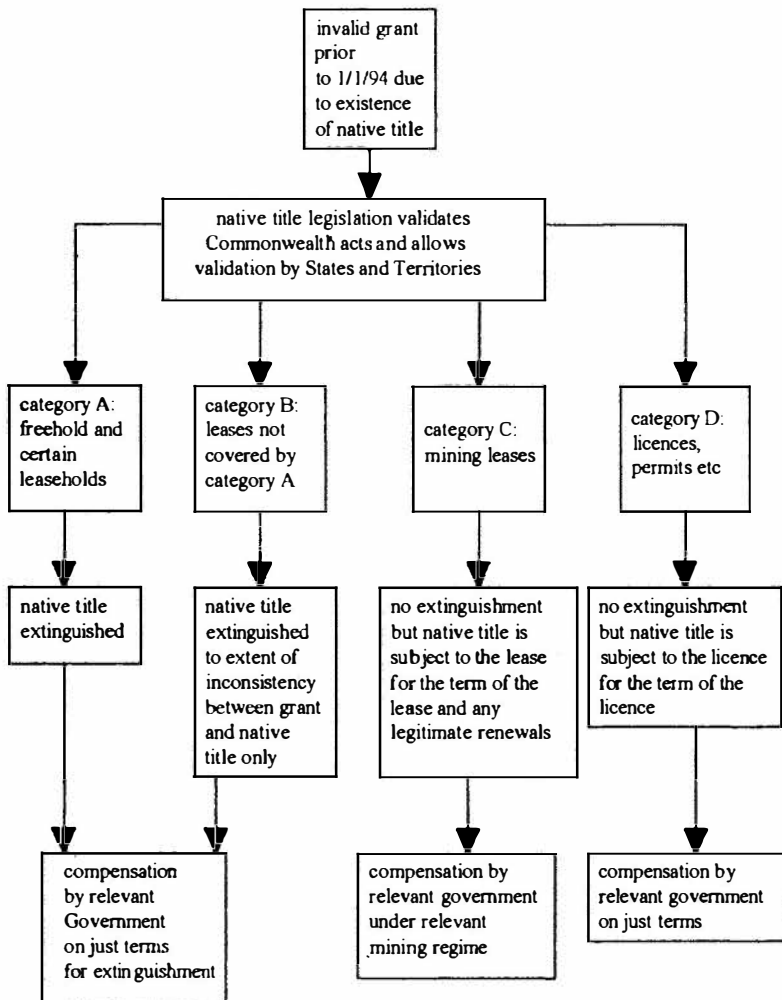 invalid grant
prior
to 1/1/94 due
to existence
of native title
native title legislation validates
Commonwealth acts and allows
validation by States and Territories
category A:
freehold and
certain
leaseholds
category B:
leases not
covered by
category A
category C:
mining leases
category D:
licences,
permits etc
native title
extinguished
native title
extinguished
to extent of
inconsistency
between grant
and native
title only
no extinguishment
but native title is
subject to the lease
for the term of the
lease and any
legitimate renewals
no extinguishment
but native title is
subject to the licence
for the term of the
licence
compensation
by relevant
Government
on just terms
for extinguishment
compensation by
relevant government
under relevant
mining regime
compensation by
relevant government
on just terms